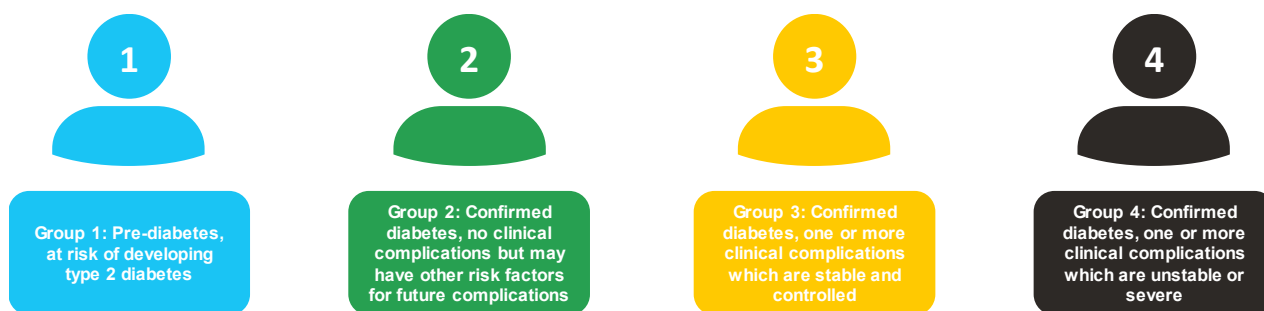 1
2
3
4
Group 1: Pre-diabetes,
at risk of developing
type 2 diabetes
Group 2: Confirmed
diabetes, no clinical
complications but may
have other risk factors
for future complications
Group 3: Confirmed
diabetes, one or more
clinical complications
which are stable and
controlled
Group 4: Confirmed
diabetes, one or more
clinical complications
which are unstable or
severe